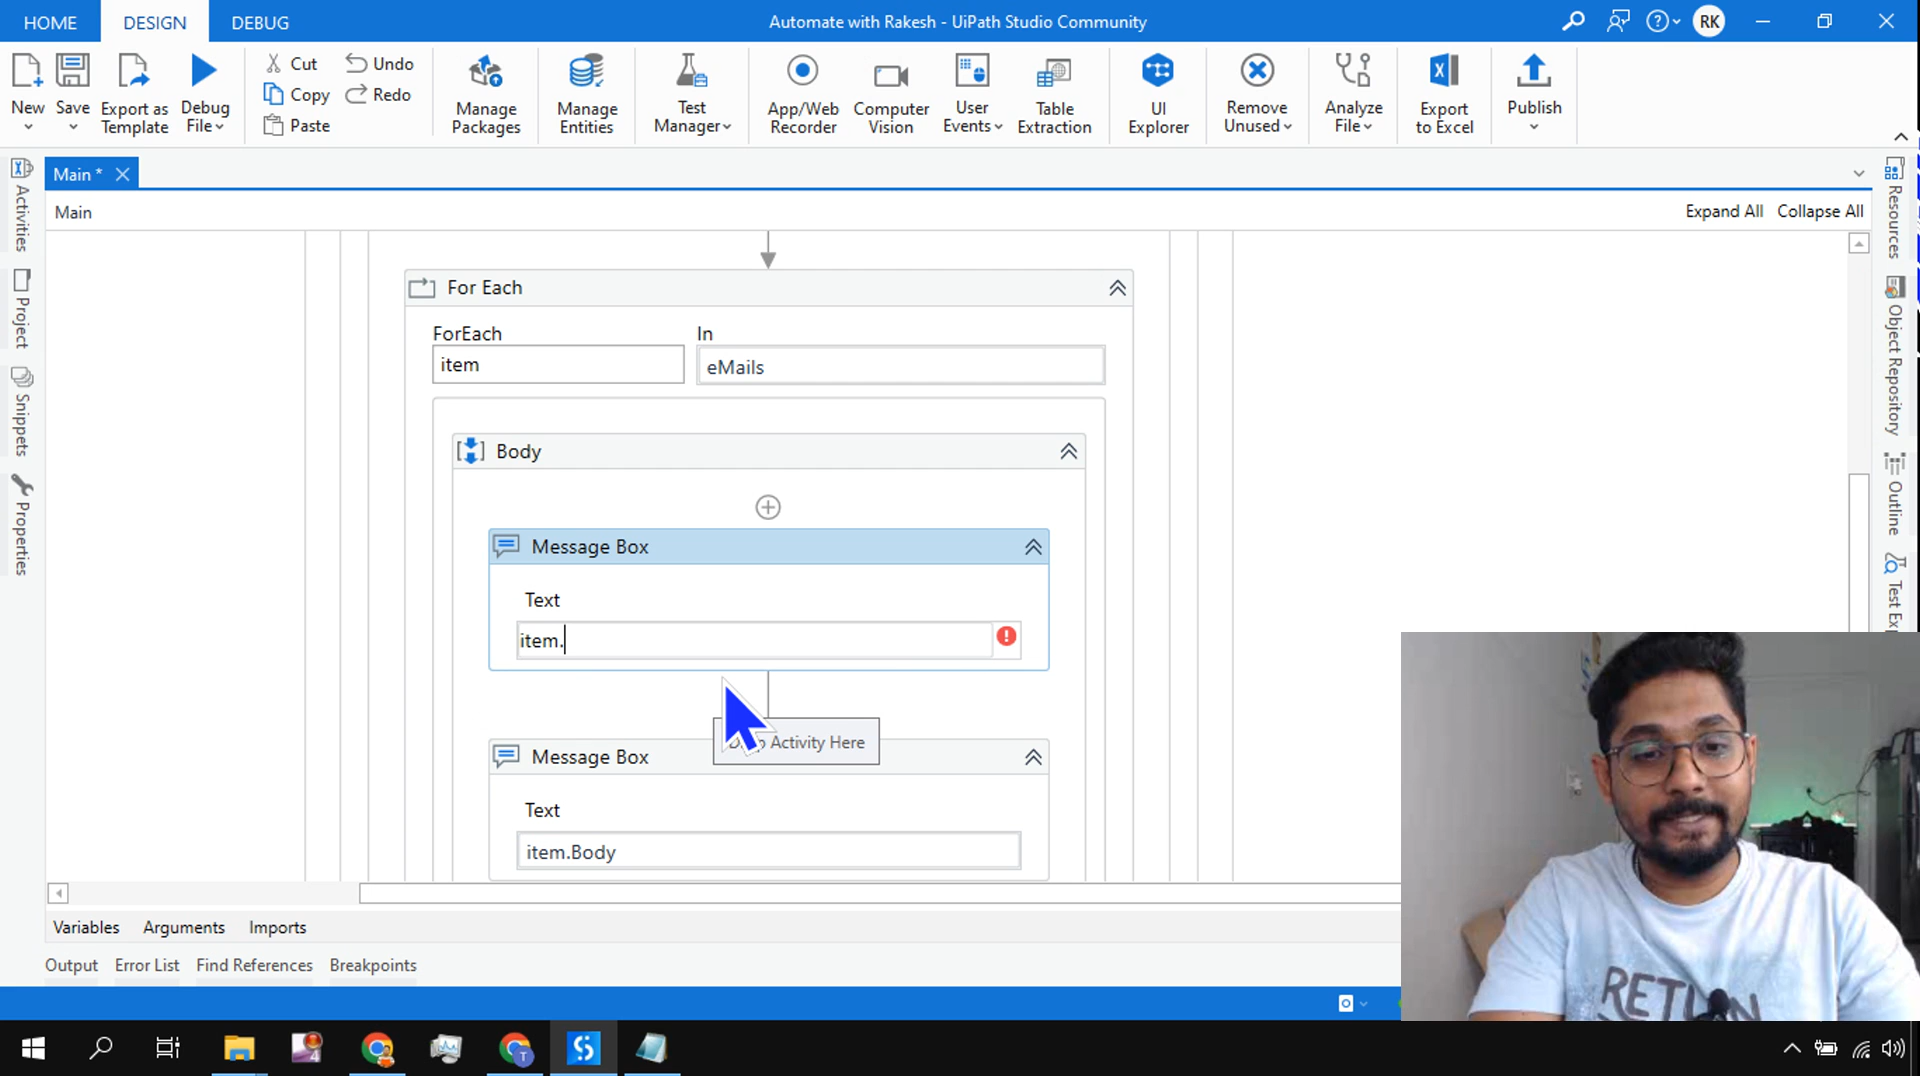 HOME DESIGN DEBUG Automate with Rakesh - UiPath Studio Community RK
New Save Export as Template Debug File Cut Copy Paste Undo Redo Manage Packages Manage Entities Test Manager App/Web Recorder Computer Vision User Events Table Extraction UI Explorer Remove Unused Analyze File Export to Excel Publish
Main *
Main Expand All Collapse All
Activities
Project
Snippets
Properties
Resources
Object Repository
Outline
For Each
ForEach In
item eMails
Body
Message Box
Text
item.
Activity Here
Message Box
Text
item.Body
Variables Arguments Imports
Output Error List Find References Breakpoints
4
T